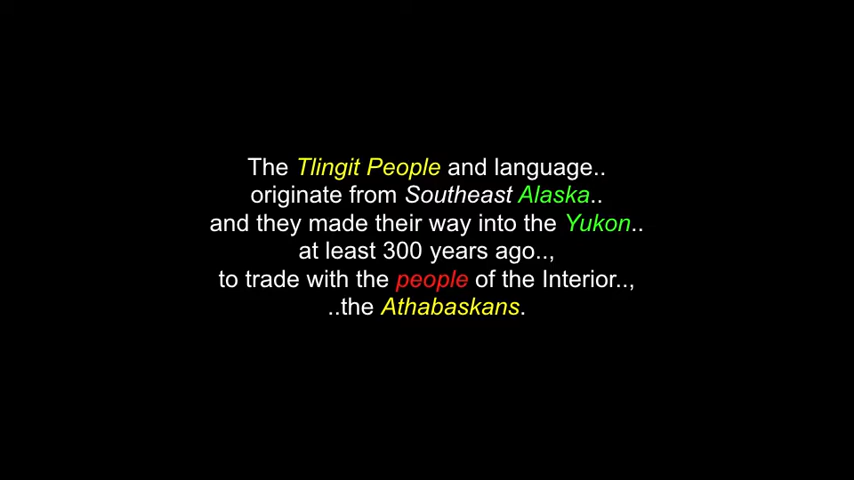 The Tlingit People and language..
originate from Southeast Alaska..
and they made their way into the Yukon..
at least 300 years ago..,
to trade with the people of the Interior..,
..the Athabaskans.